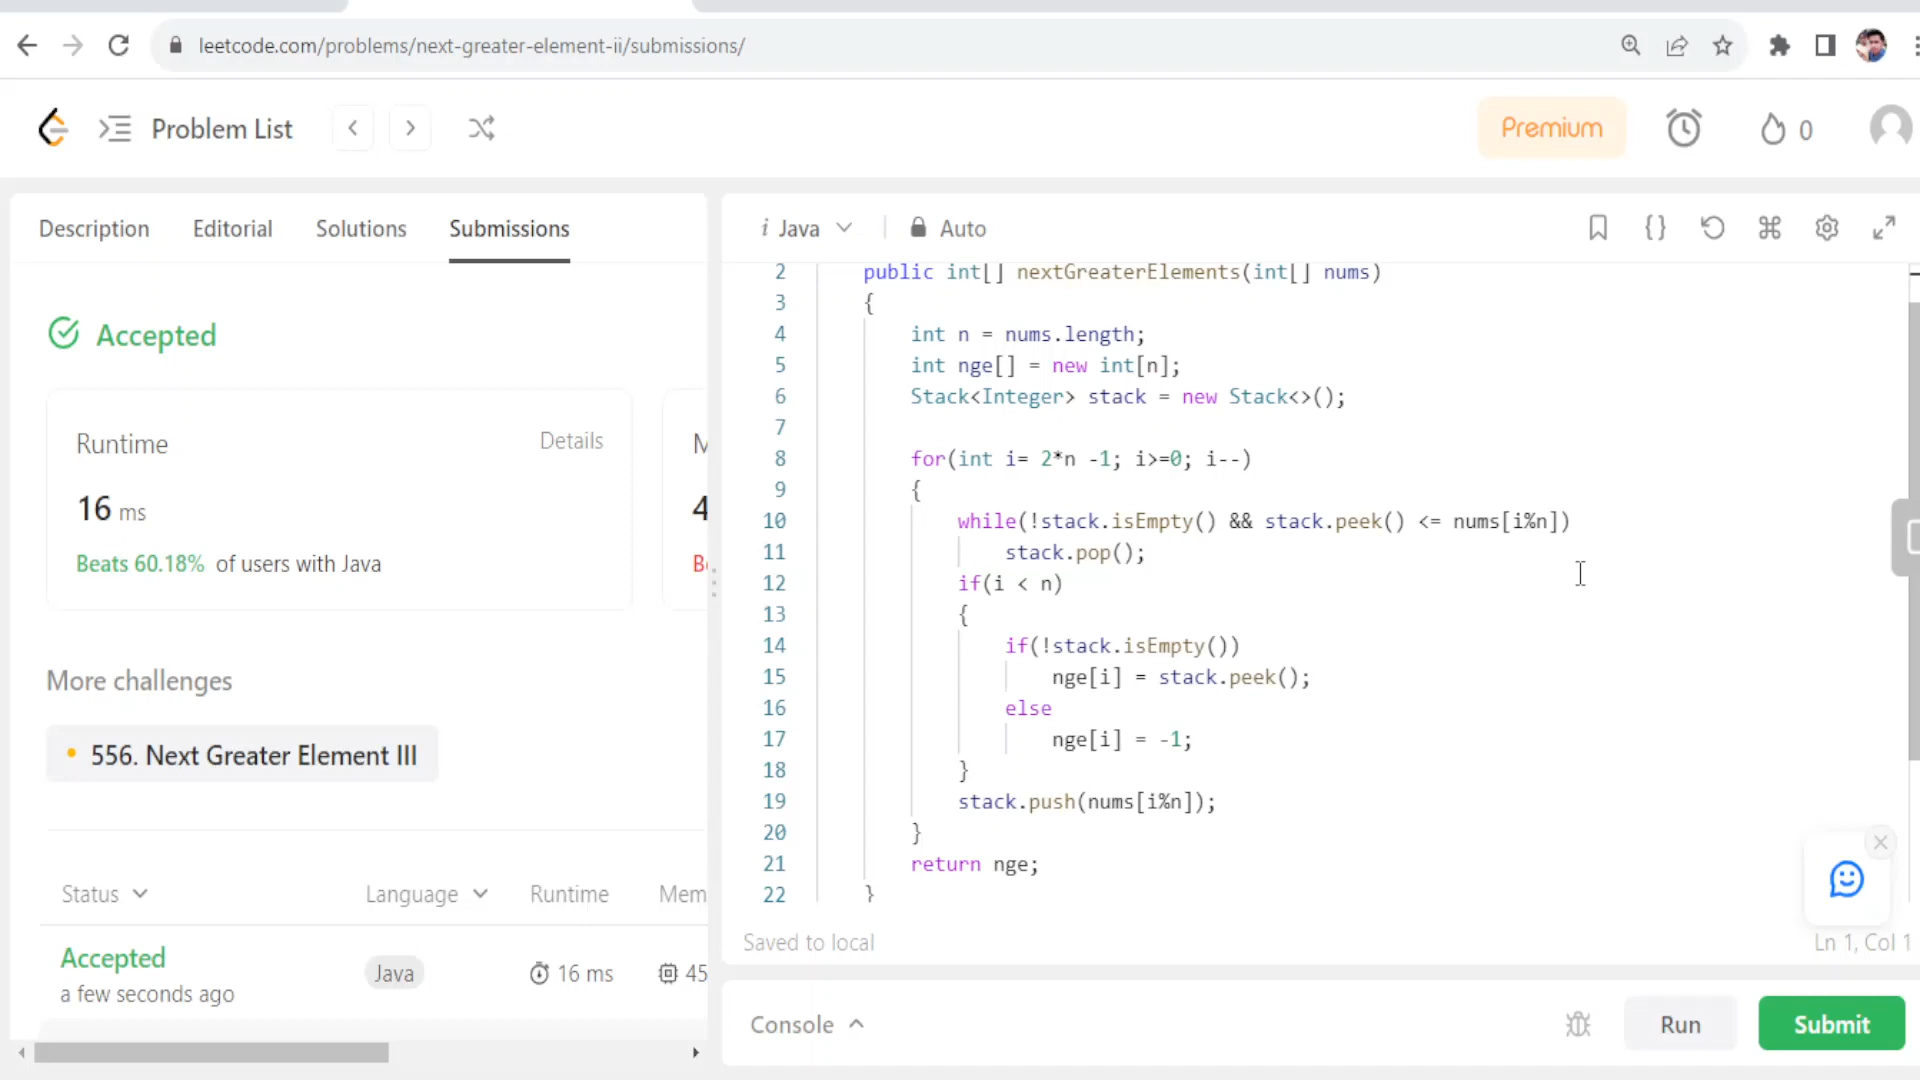 leetcode.com/problems/next-greater-element-ii/submissions/
Problem List
Premium
0
Description Editorial Solutions Submissions
Accepted
Runtime
Details
16 ms
Beats 60.18% of users with Java
M
4
More challenges
556. Next Greater Element III
Status Language Runtime Mem
Accepted
a few seconds ago
Java
16 ms
45
i Java
Auto
2 public int[] nextGreaterElements(int[] nums)
3 {
4 int n = nums.length;
5 int nge[] = new int[n];
6 Stack<Integer> stack = new Stack<>();
7
8 for(int i= 2*n -1; i>=0; i--)
9 {
10 while(!stack.isEmpty() && stack.peek() <= nums[i%n])
11 stack.pop();
12 if(i < n)
13 {
14 if(!stack.isEmpty())
15 nge[i] = stack.peek();
16 else
17 nge[i] = -1;
18 }
19 stack.push(nums[i%n]);
20 }
21 return nge;
22 }
Saved to local
Ln 1, Col 1
Console
Run
Submit